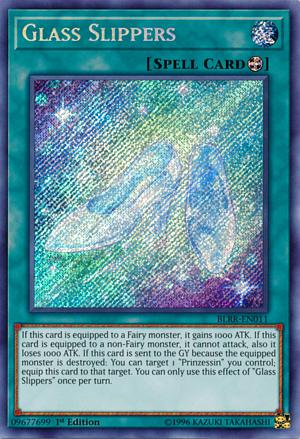 Glass Slippers
[Spell Card]
BLRR-EN011
If this card is equipped to a Fairy monster, it gains 1000 ATK. If this
card is equipped to a non-Fairy monster, it cannot attack, also it
loses 1000 ATK. If this card is sent to the GY because the equipped
monster is destroyed: You can target 1 "Prinzessin" you control;
equip this card to that target. You can only use this effect of "Glass
Slippers" once per turn.
09677699 1st Edition ©1996 KAZUKI TAKAHASHI